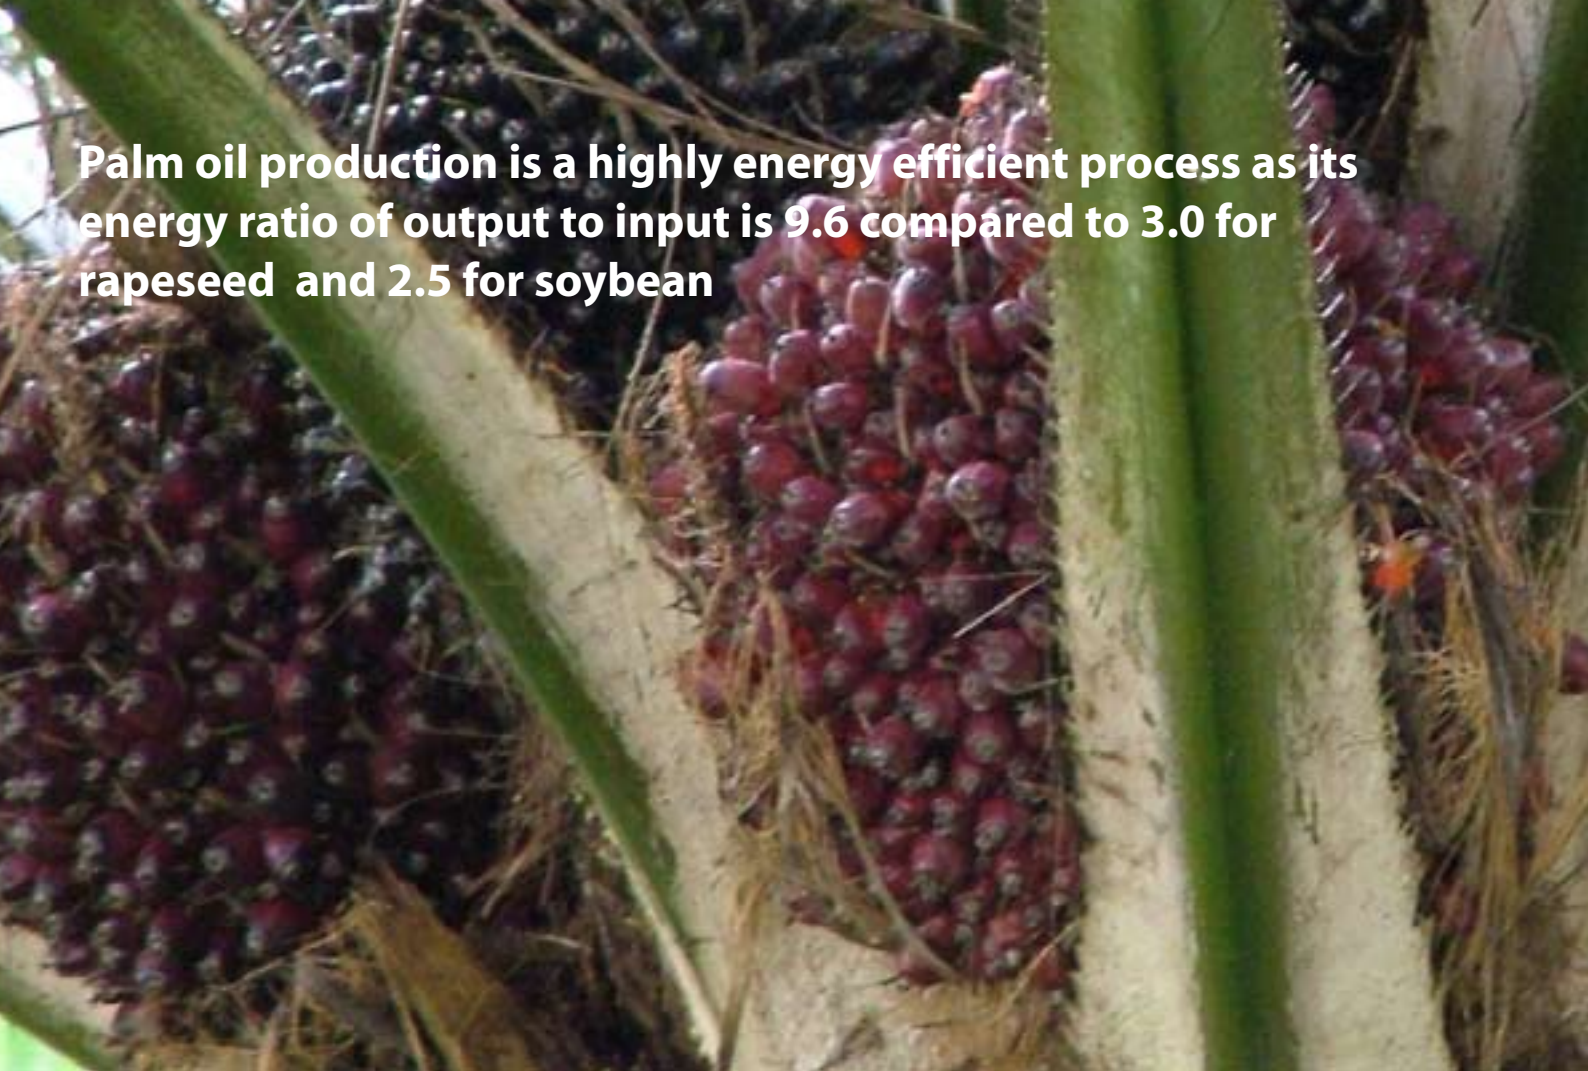 Palm oil production is a highly energy efficient process as its
energy ratio of output to input is 9.6 compared to 3.0 for
rapeseed  and 2.5 for soybean